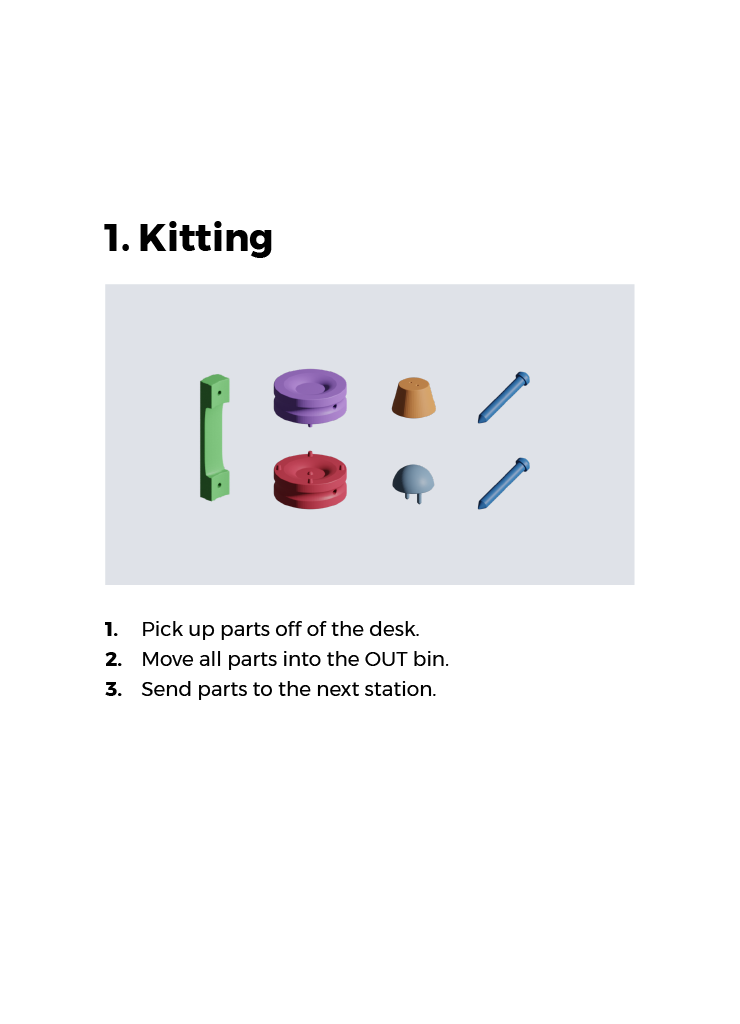 1. Kitting
1. Pick up parts off of the desk.
2. Move all parts into the OUT bin.
3. Send parts to the next station.